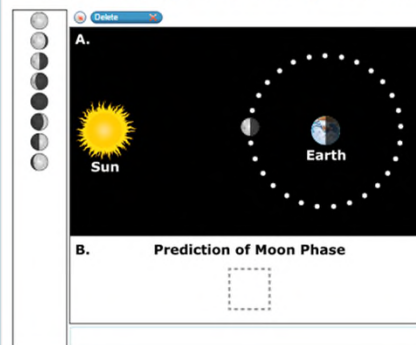 Delete
A.
Sun
Earth
B. Prediction of Moon Phase